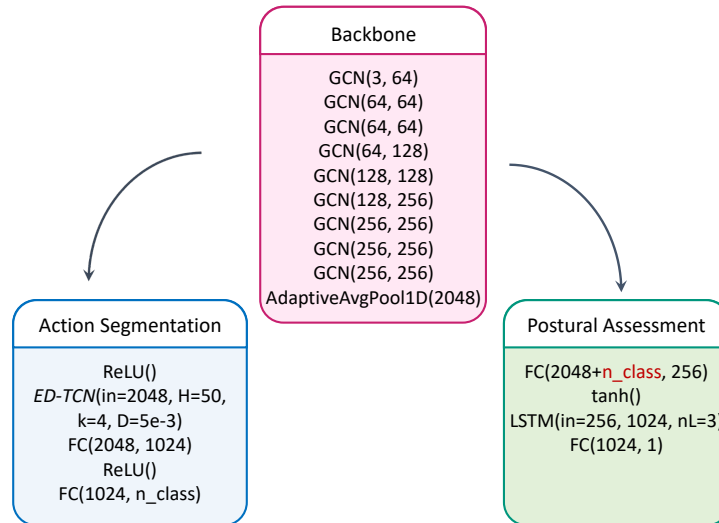 Backbone
GCN(3, 64)
GCN(64, 64)
GCN(64, 64)
GCN(64, 128)
GCN(128, 128)
GCN(128, 256)
GCN(256, 256)
GCN(256, 256)
GCN(256, 256)
AdaptiveAvgPool1D(2048)
Action Segmentation
ReLU()
ED-TCN(in=2048, H=50,
k=4, D=5e-3)
FC(2048, 1024)
ReLU()
FC(1024, n_class)
Postural Assessment
FC(2048+n_class, 256)
tanh()
LSTM(in=256, 1024, nL=3)
FC(1024, 1)